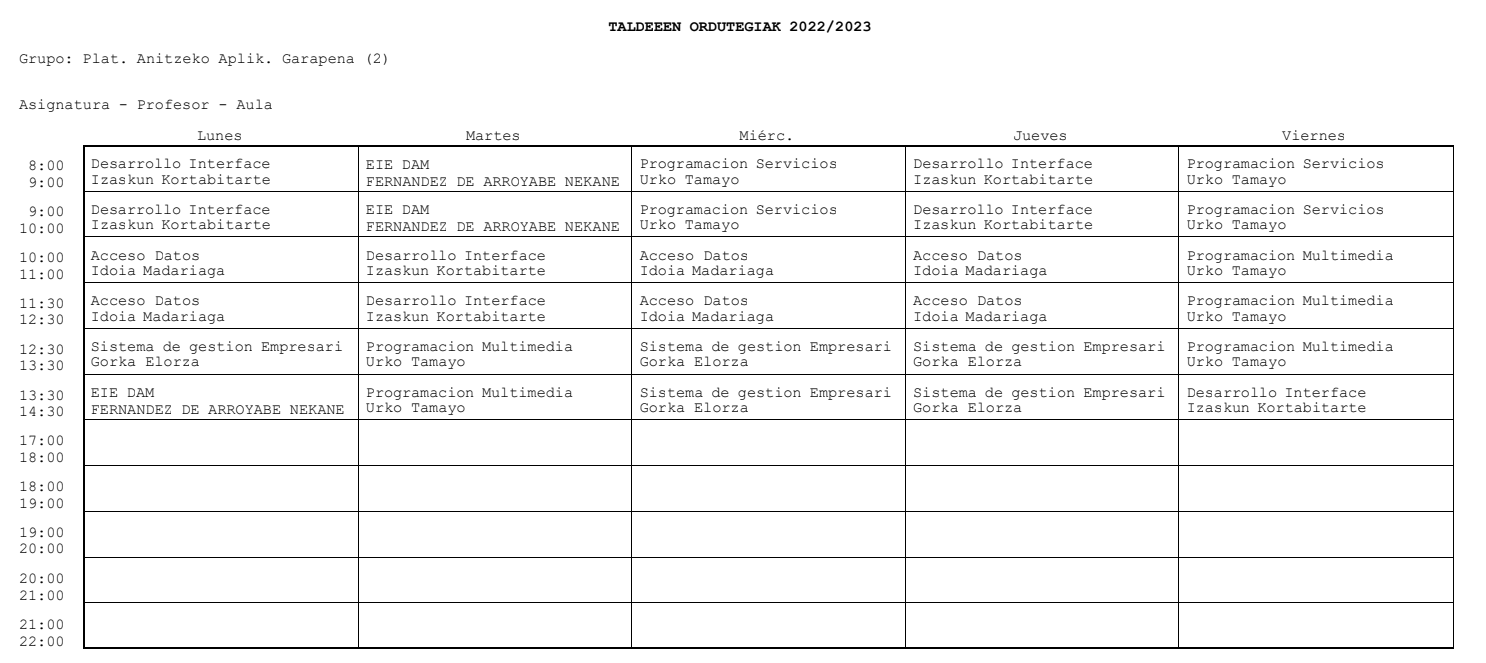 TALDEEEN ORDUTEGIAK 2022/2023
Grupo: Plat. Anitzeko Aplik. Garapena (2)
Asignatura - Profesor - Aula
Lunes Martes Miérc. Jueves Viernes
8:00 Desarrollo Interface EIE DAM Programacion Servicios Desarrollo Interface Programacion Servicios
9:00 Izaskun Kortabitarte FERNANDEZ DE ARROYABE NEKANE Urko Tamayo Izaskun Kortabitarte Urko Tamayo
9:00 Desarrollo Interface EIE DAM Programacion Servicios Desarrollo Interface Programacion Servicios
10:00 Izaskun Kortabitarte FERNANDEZ DE ARROYABE NEKANE Urko Tamayo Izaskun Kortabitarte Urko Tamayo
10:00 Acceso Datos Desarrollo Interface Acceso Datos Acceso Datos Programacion Multimedia
11:00 Idoia Madariaga Izaskun Kortabitarte Idoia Madariaga Idoia Madariaga Urko Tamayo
11:30 Acceso Datos Desarrollo Interface Acceso Datos Acceso Datos Programacion Multimedia
12:30 Idoia Madariaga Izaskun Kortabitarte Idoia Madariaga Idoia Madariaga Urko Tamayo
12:30 Sistema de gestion Empresari Programacion Multimedia Sistema de gestion Empresari Sistema de gestion Empresari Programacion Multimedia
13:30 Gorka Elorza Urko Tamayo Gorka Elorza Gorka Elorza Urko Tamayo
13:30 EIE DAM Programacion Multimedia Sistema de gestion Empresari Sistema de gestion Empresari Desarrollo Interface
14:30 FERNANDEZ DE ARROYABE NEKANE Urko Tamayo Gorka Elorza Gorka Elorza Izaskun Kortabitarte
17:00
18:00
18:00
19:00
19:00
20:00
20:00
21:00
21:00
22:00